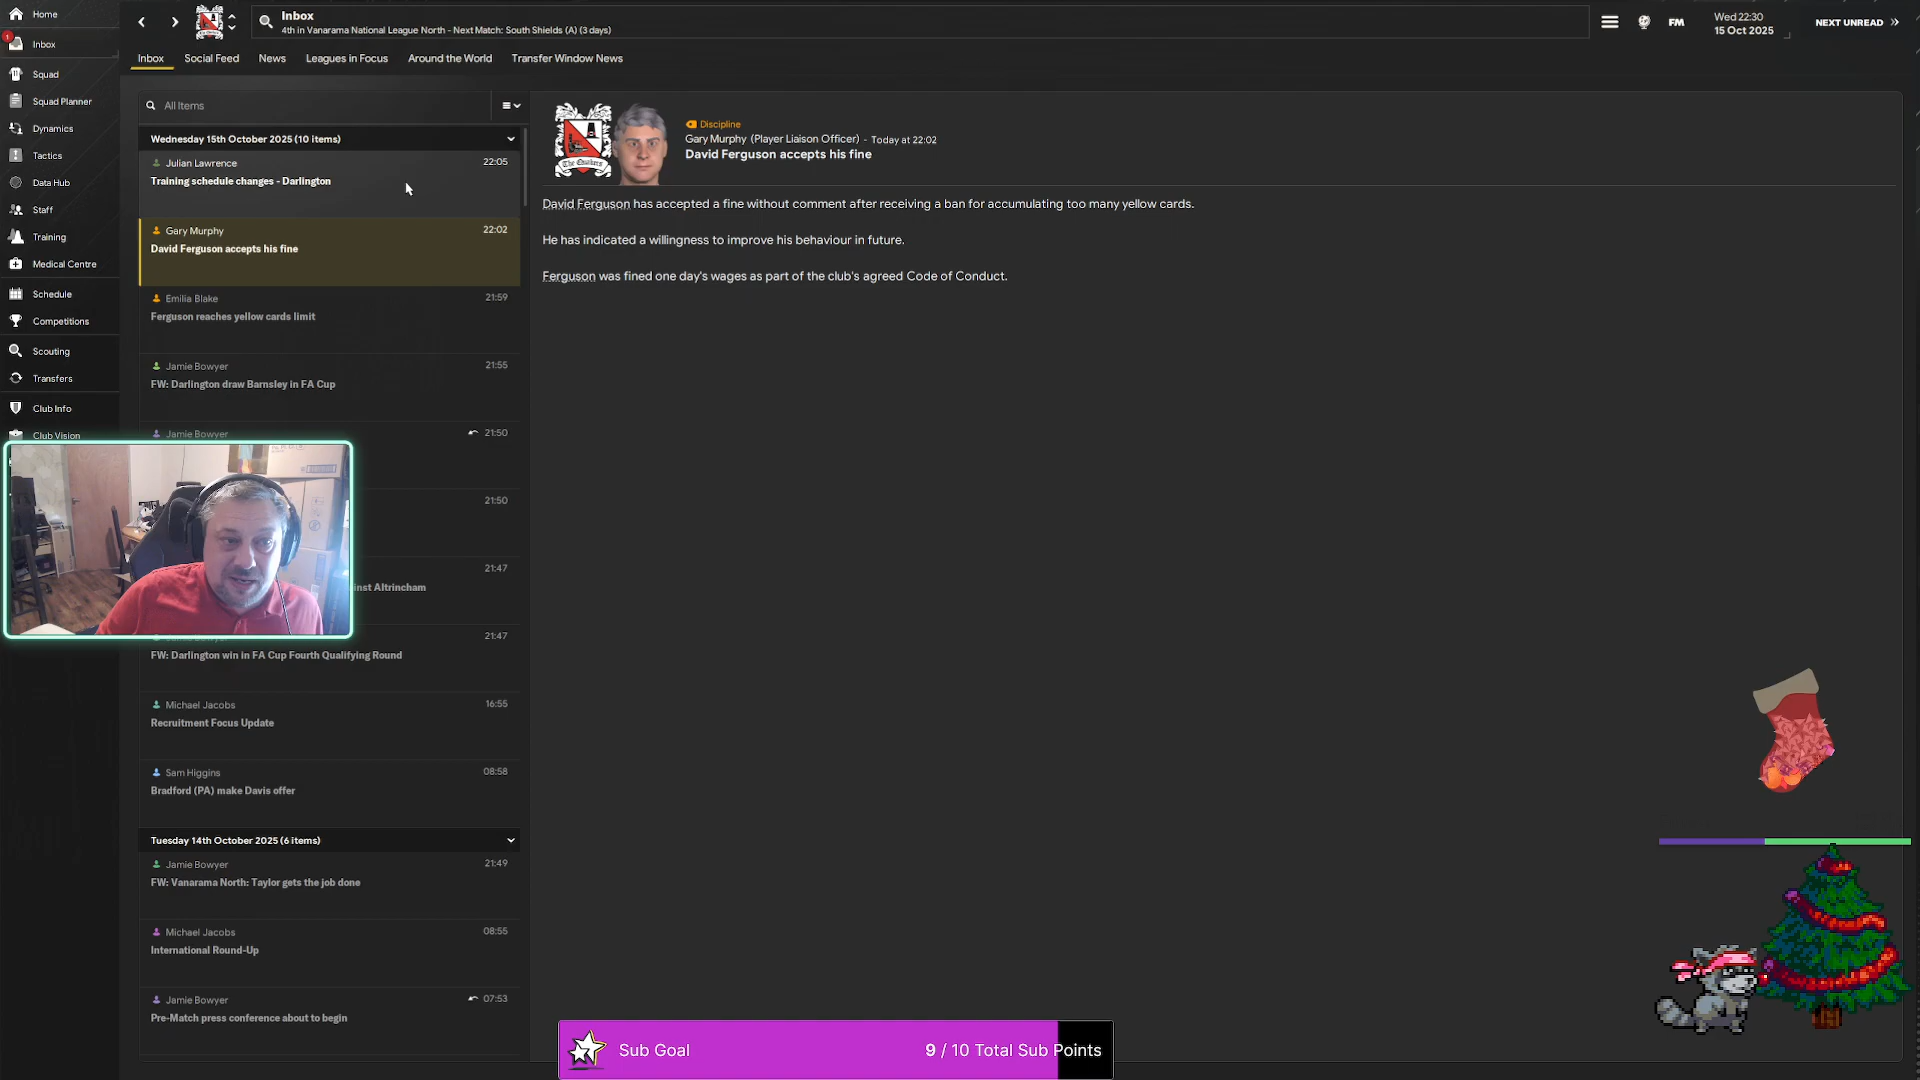 Home
Inbox
1
Squad
Squad Planner
Dynamics
Tactics
Data Hub
Staff
Training
Medical Centre
Schedule
Competitions
Scouting
Transfers
Club Info
Club Vision
Inbox
4th in Vanarama National League North - Next Match: South Shields (A) (3 days)
FM
Wed 22:30
15 Oct 2025
NEXT UNREAD
Inbox
Social Feed
News
Leagues in Focus
Around the World
Transfer Window News
All Items
Wednesday 15th October 2025 (10 items)
Julian Lawrence
22:05
Training schedule changes - Darlington
Gary Murphy
22:02
David Ferguson accepts his fine
Emilia Blake
21:59
Ferguson reaches yellow cards limit
Jamie Bowyer
21:55
FW: Darlington draw Barnsley in FA Cup
Jamie Bowyer
21:50
21:50
21:47
inst Altrincham
21:47
FW: Darlington win in FA Cup Fourth Qualifying Round
Michael Jacobs
16:55
Recruitment Focus Update
Sam Higgins
08:58
Bradford (PA) make Davis offer
Tuesday 14th October 2025 (6 items)
Jamie Bowyer
21:49
FW: Vanarama North: Taylor gets the job done
Michael Jacobs
08:55
International Round-Up
Jamie Bowyer
07:53
Pre-Match press conference about to begin
The Quakers
Discipline
Gary Murphy (Player Liaison Officer) - Today at 22:02
David Ferguson accepts his fine
David Ferguson has accepted a fine without comment after receiving a ban for accumulating too many yellow cards.
He has indicated a willingness to improve his behaviour in future.
Ferguson was fined one day's wages as part of the club's agreed Code of Conduct.
Sub Goal
9 / 10 Total Sub Points